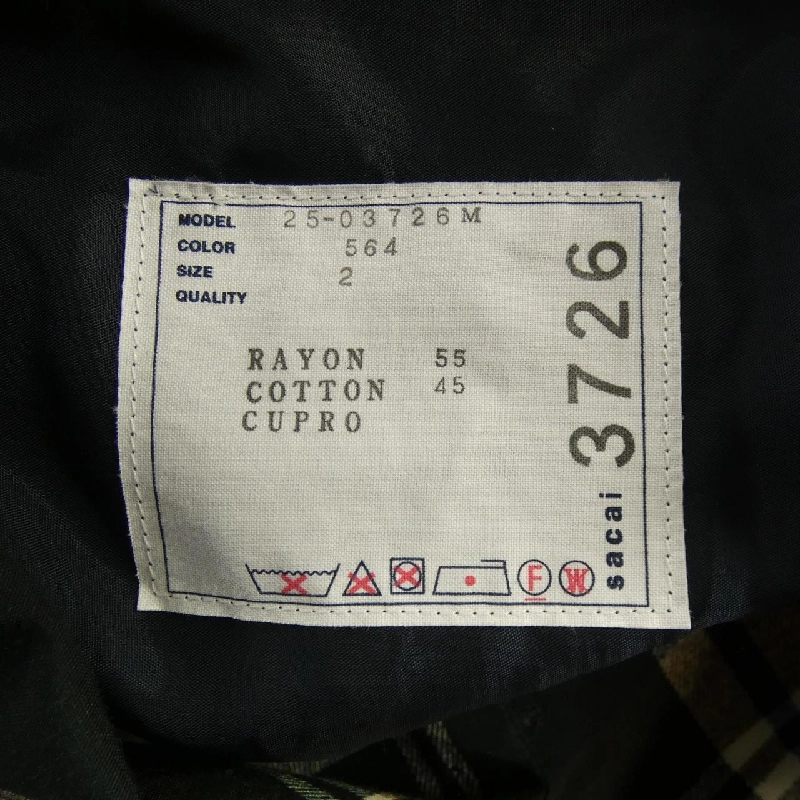 MODEL 25-03726M
COLOR 564
SIZE 2
QUALITY
RAYON 55
COTTON 45
CUPRO
F
W
sacai 3726